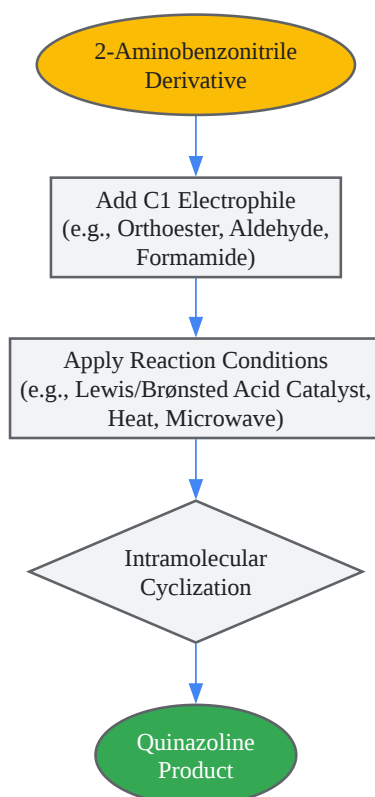 2-Aminobenzonitrile
Derivative
Add C1 Electrophile
(e.g., Orthoester, Aldehyde,
Formamide)
Apply Reaction Conditions
(e.g., Lewis/Brønsted Acid Catalyst,
Heat, Microwave)
Intramolecular
Cyclization
Quinazoline
Product